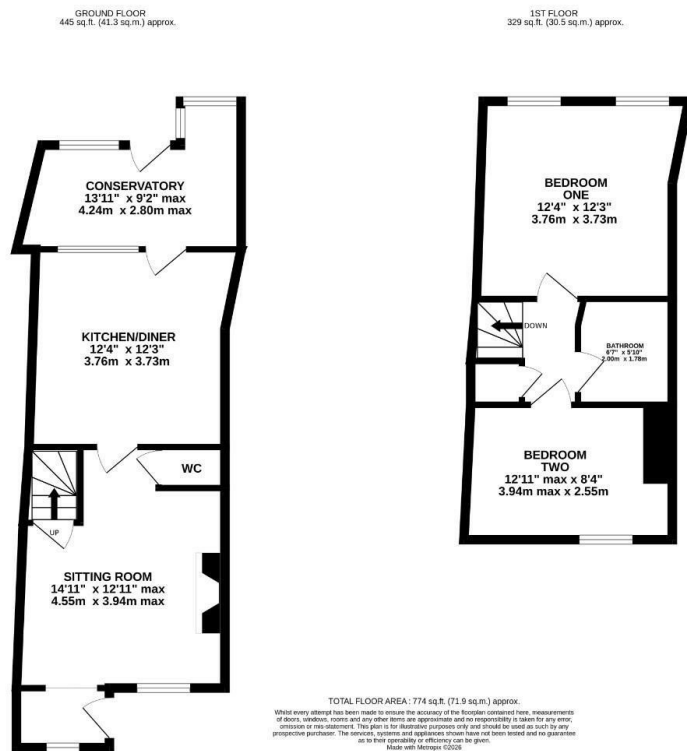 GROUND FLOOR
445 sq.ft. (41.3 sq.m.) approx.
1ST FLOOR
329 sq.ft. (30.5 sq.m.) approx.
CONSERVATORY
13'11" x 9'2" max
4.24m x 2.80m max
KITCHEN/DINER
12'4" x 12'3"
3.76m x 3.73m
WC
UP
SITTING ROOM
14'11" x 12'11" max
4.55m x 3.94m max
BEDROOM
ONE
12'4" x 12'3"
3.76m x 3.73m
DOWN
BATHROOM
6'7" x 5'10"
2.00m x 1.78m
BEDROOM
TWO
12'11" max x 8'4"
3.94m max x 2.55m
TOTAL FLOOR AREA : 774 sq.ft. (71.9 sq.m.) approx.
Whilst every attempt has been made to ensure the accuracy of the floorplan contained here, measurements
of doors, windows, rooms and any other items are approximate and no responsibility is taken for any error,
omission or mis-statement. This plan is for illustrative purposes only and should be used as such by any
prospective purchaser. The services, systems and appliances shown have not been tested and no guarantee
as to their operability or efficiency can be given.
Made with Metropix ©2026